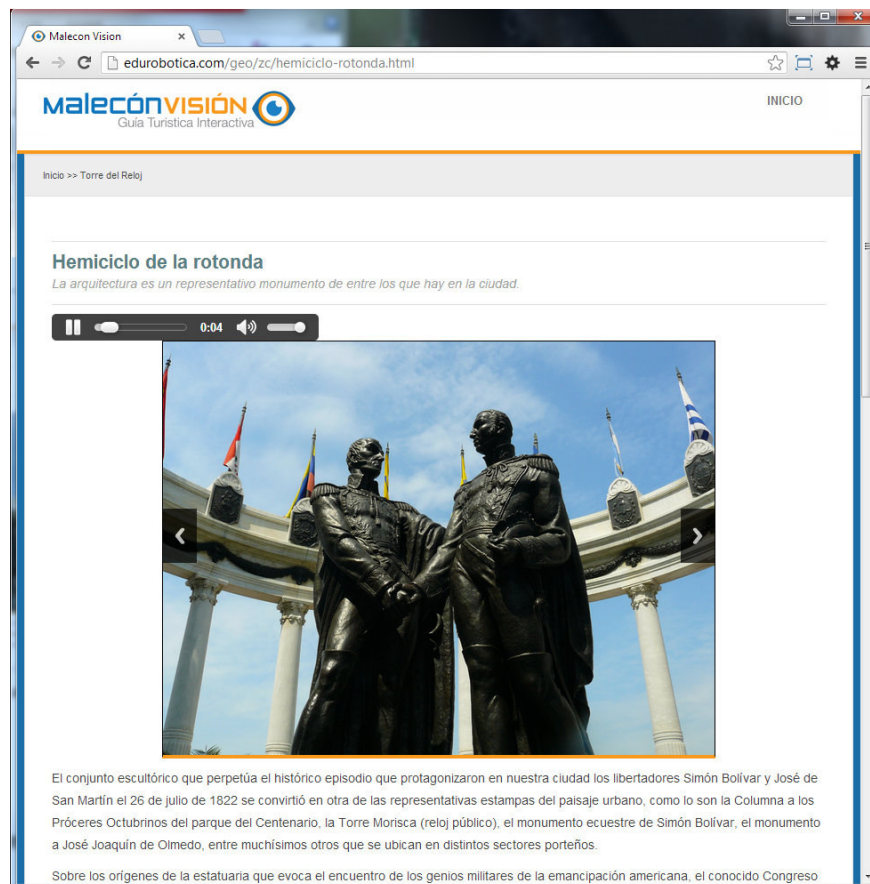 Malecon Vision
edurobotica.com/geo/zc/hemiciclo-rotonda.html
malecónvisión
Guía Turistica Interactiva
INICIO
Inicio >> Torre del Reloj
Hemiciclo de la rotonda
La arquitectura es un representativo monumento de entre los que hay en la ciudad.
0:04
El conjunto escultórico que perpetúa el histórico episodio que protagonizaron en nuestra ciudad los libertadores Simón Bolívar y José de
San Martín el 26 de julio de 1822 se convirtió en otra de las representativas estampas del paisaje urbano, como lo son la Columna a los
Próceres Octubrinos del parque del Centenario, la Torre Morisca (reloj público), el monumento ecuestre de Simón Bolívar, el monumento
a José Joaquín de Olmedo, entre muchísimos otros que se ubican en distintos sectores porteños.
Sobre los orígenes de la estatuaria que evoca el encuentro de los genios militares de la emancipación americana, el conocido Congreso